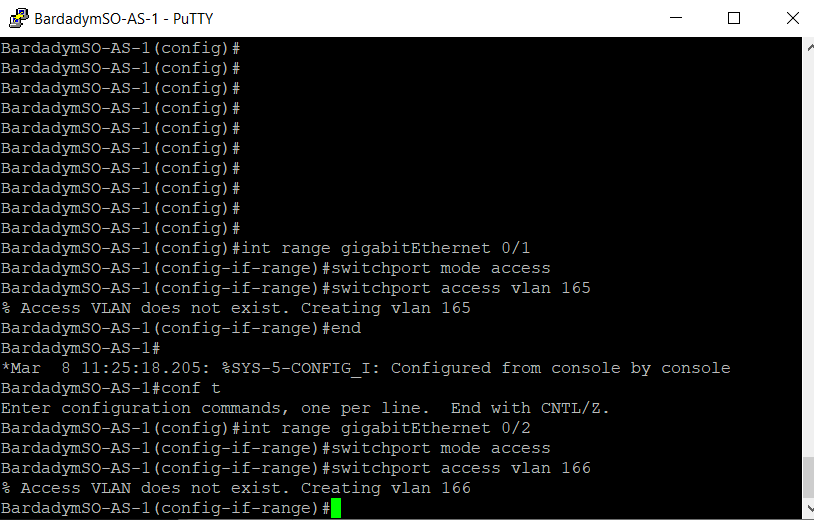 BardadymSO-AS-1 - PuTTY
BardadymSO-AS-1(config)#
BardadymSO-AS-1(config)#
BardadymSO-AS-1(config)#
BardadymSO-AS-1(config)#
BardadymSO-AS-1(config)#
BardadymSO-AS-1(config)#
BardadymSO-AS-1(config)#
BardadymSO-AS-1(config)#
BardadymSO-AS-1(config)#
BardadymSO-AS-1(config)#
BardadymSO-AS-1(config)#int range gigabitEthernet 0/1
BardadymSO-AS-1(config-if-range)#switchport mode access
BardadymSO-AS-1(config-if-range)#switchport access vlan 165
% Access VLAN does not exist. Creating vlan 165
BardadymSO-AS-1(config-if-range)#end
BardadymSO-AS-1#
*Mar  8 11:25:18.205: %SYS-5-CONFIG_I: Configured from console by console
BardadymSO-AS-1#conf t
Enter configuration commands, one per line.  End with CNTL/Z.
BardadymSO-AS-1(config)#int range gigabitEthernet 0/2
BardadymSO-AS-1(config-if-range)#switchport mode access
BardadymSO-AS-1(config-if-range)#switchport access vlan 166
% Access VLAN does not exist. Creating vlan 166
BardadymSO-AS-1(config-if-range)#